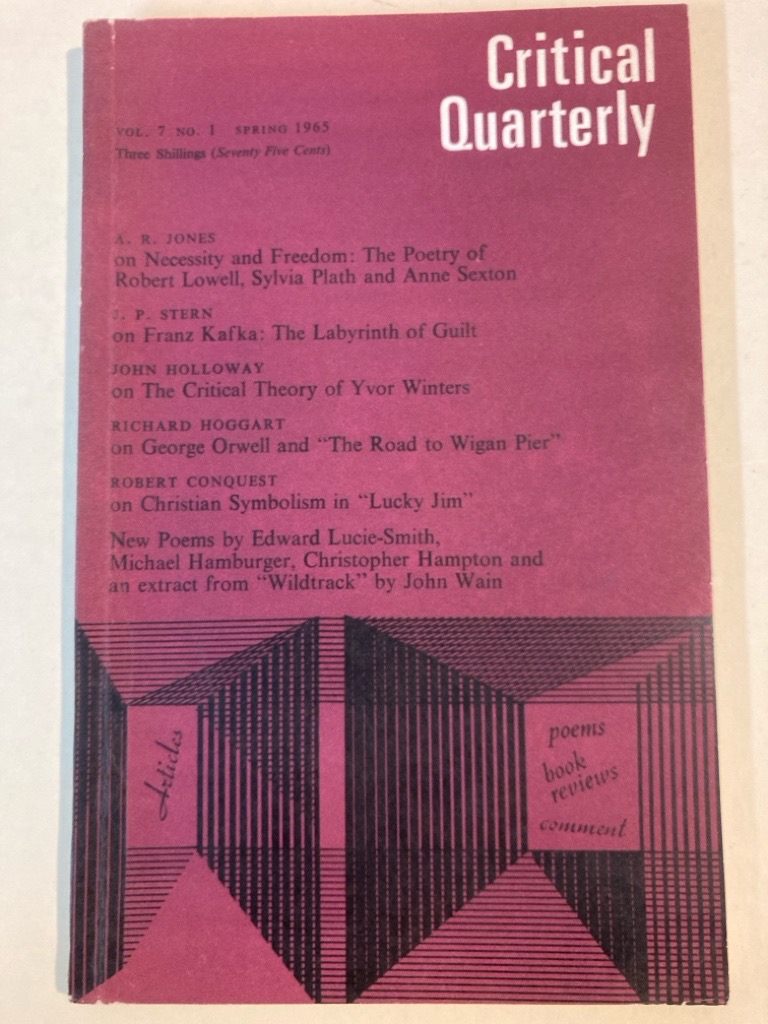 Critical
Quarterly
VOL. 7 NO. 1 SPRING 1965
Three Shillings (Seventy Five Cents)
A. R. JONES
on Necessity and Freedom: The Poetry of
Robert Lowell, Sylvia Plath and Anne Sexton
J. P. STERN
on Franz Kafka: The Labyrinth of Guilt
JOHN HOLLOWAY
on The Critical Theory of Yvor Winters
RICHARD HOGGART
on George Orwell and “The Road to Wigan Pier”
ROBERT CONQUEST
on Christian Symbolism in “Lucky Jim”
New Poems by Edward Lucie-Smith,
Michael Hamburger, Christopher Hampton and
an extract from “Wildtrack” by John Wain
Articles
poems
book
reviews
comment